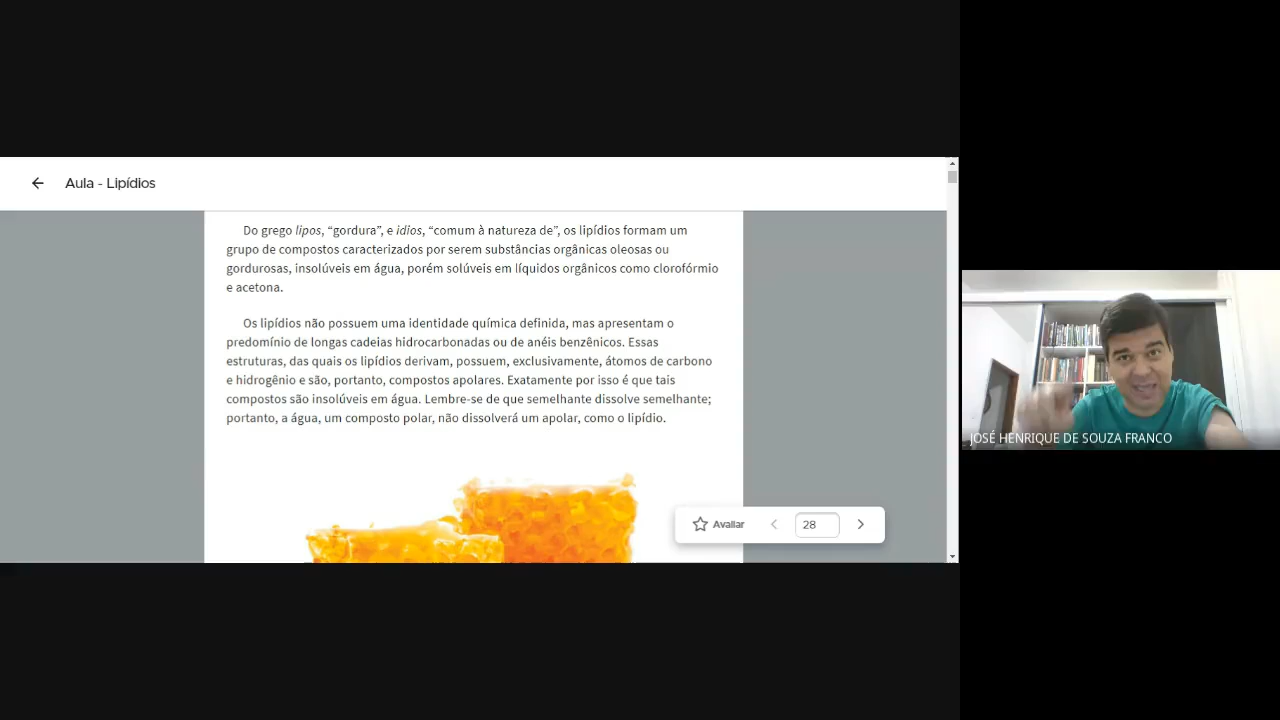 Aula - Lipídios
Do grego lipos, “gordura”, e idios, “comum à natureza de”, os lipídios formam um
grupo de compostos caracterizados por serem substâncias orgânicas oleosas ou
gordurosas, insolúveis em água, porém solúveis em líquidos orgânicos como clorofórmio
e acetona.
Os lipídios não possuem uma identidade química definida, mas apresentam o
predomínio de longas cadeias hidrocarbonadas ou de anéis benzênicos. Essas
estruturas, das quais os lipídios derivam, possuem, exclusivamente, átomos de carbono
e hidrogênio e são, portanto, compostos apolares. Exatamente por isso é que tais
compostos são insolúveis em água. Lembre-se de que semelhante dissolve semelhante;
portanto, a água, um composto polar, não dissolverá um apolar, como o lipídio.
Avaliar
28
JOSÉ HENRIQUE DE SOUZA FRANCO